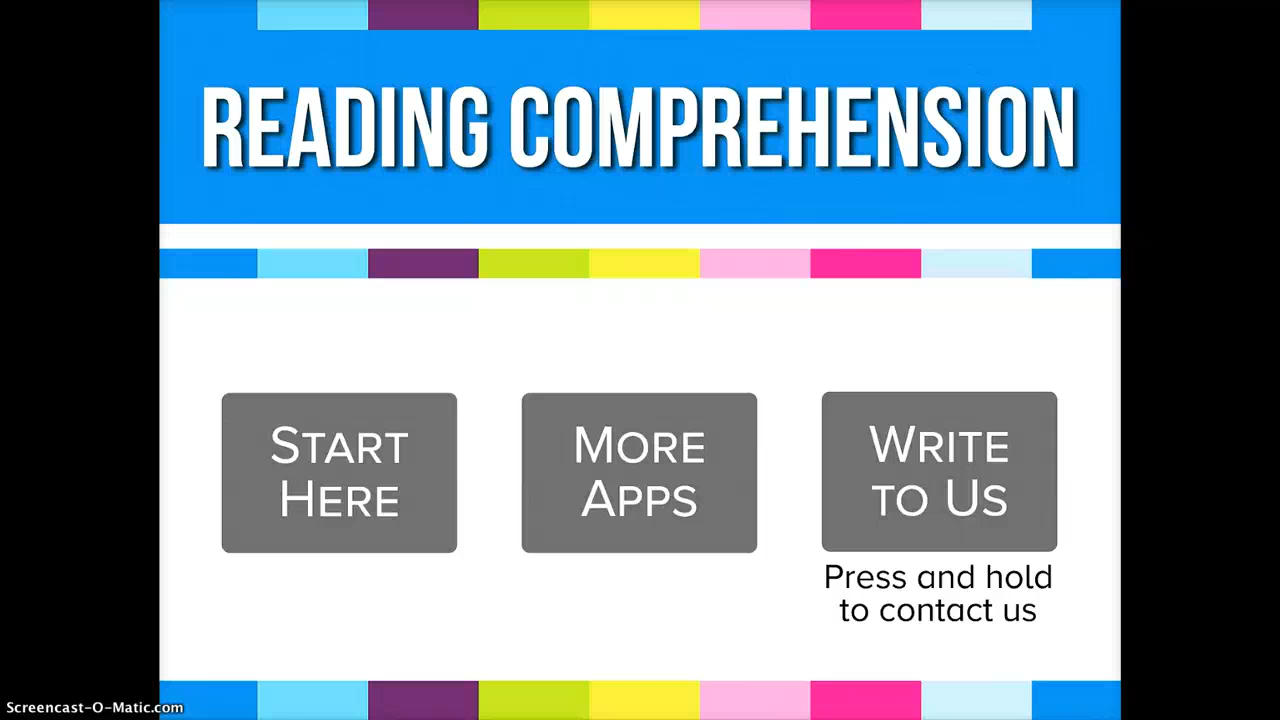 READING COMPREHENSION
START
HERE
MORE
APPS
WRITE
TO US
Press and hold
to contact us
Screencast-O-Matic.com